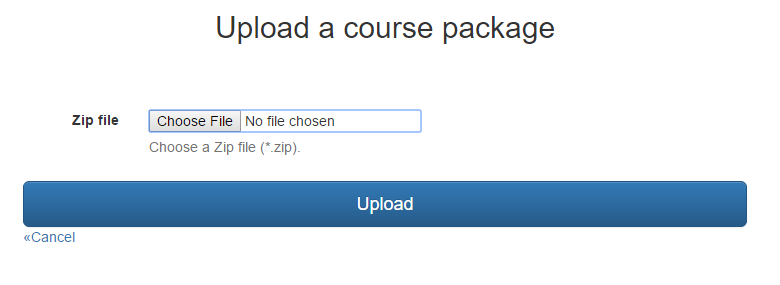 Upload a course package
Zip file Choose File No file chosen
Choose a Zip file (*.zip).
Upload
«Cancel